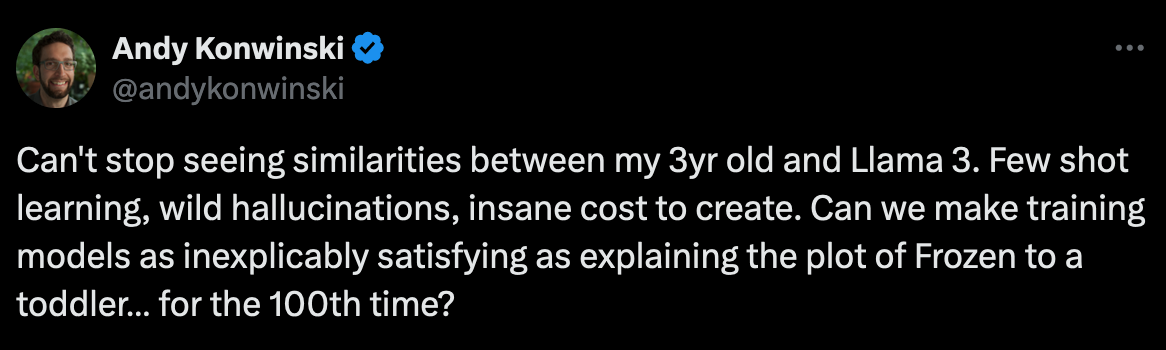 Andy Konwinski
@andykonwinski
Can't stop seeing similarities between my 3yr old and Llama 3. Few shot
learning, wild hallucinations, insane cost to create. Can we make training
models as inexplicably satisfying as explaining the plot of Frozen to a
toddler... for the 100th time?